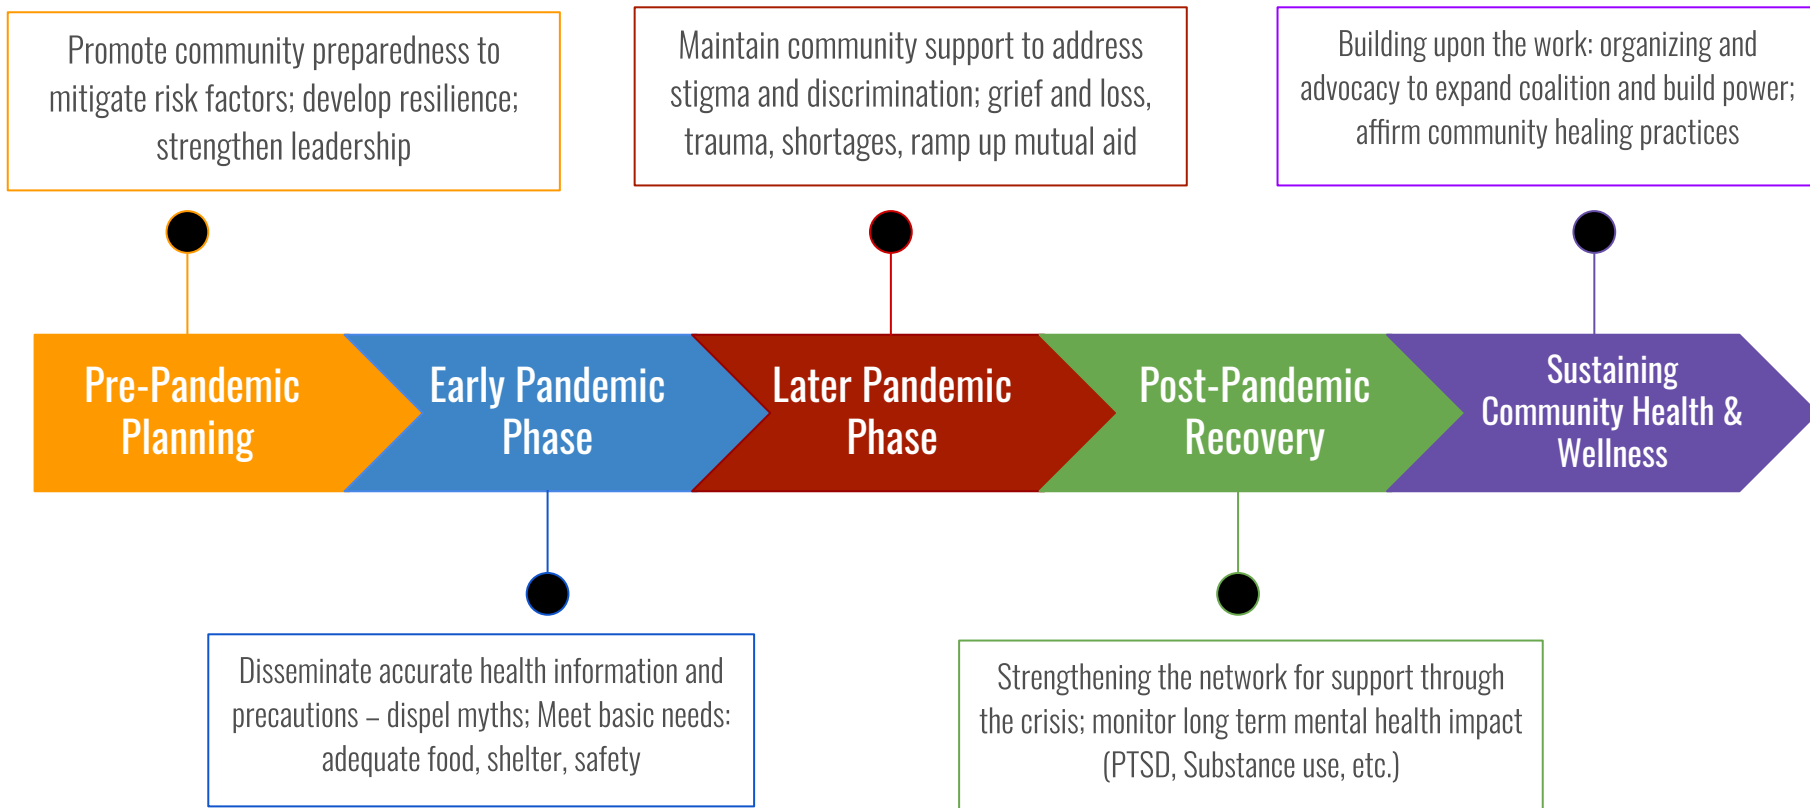 Promote community preparedness to
mitigate risk factors; develop resilience;
strengthen leadership
Maintain community support to address
stigma and discrimination; grief and loss,
trauma, shortages, ramp up mutual aid
Building upon the work: organizing and
advocacy to expand coalition and build power;
affirm community healing practices
Pre-Pandemic
Planning
Early Pandemic
Phase
Later Pandemic
Phase
Post-Pandemic
Recovery
Sustaining
Community Health &
Wellness
Disseminate accurate health information and
precautions – dispel myths; Meet basic needs:
adequate food, shelter, safety
Strengthening the network for support through
the crisis; monitor long term mental health impact
(PTSD, Substance use, etc.)